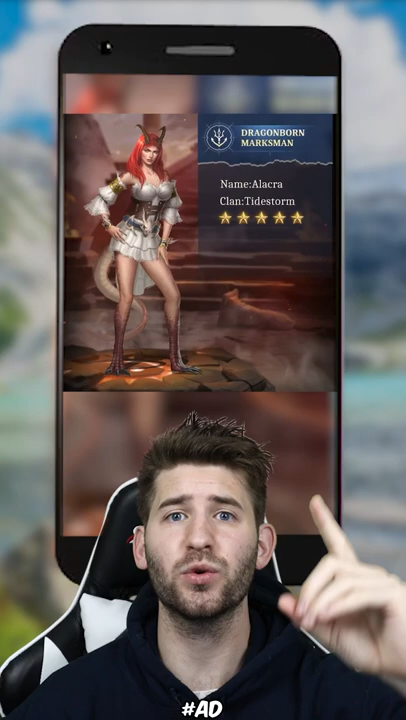 DRAGONBORN
MARKSMAN
Name:Alacra
Clan:Tidestorm
#AD